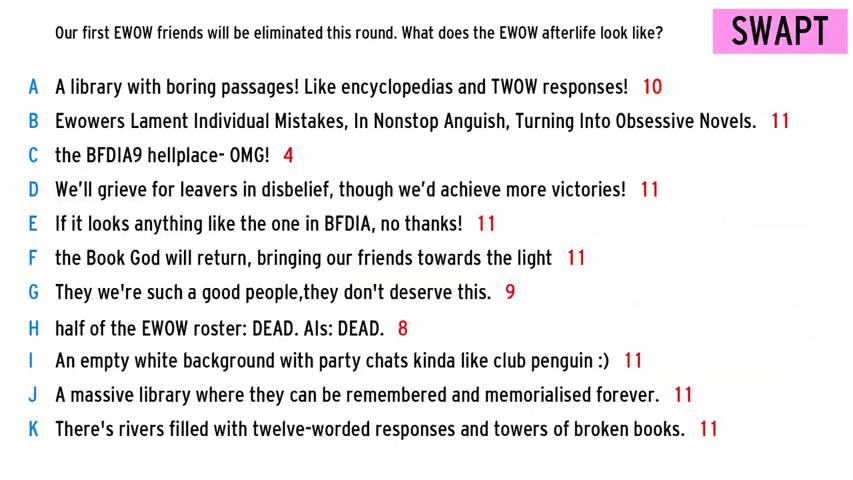 Our first EWOW friends will be eliminated this round. What does the EWOW afterlife look like?
SWAPT
A A library with boring passages! Like encyclopedias and TWOW responses! 10
B Ewowers Lament Individual Mistakes, In Nonstop Anguish, Turning Into Obsessive Novels. 11
C the BFDIA9 hellplace- OMG! 4
D We'll grieve for leavers in disbelief, though we'd achieve more victories! 11
E If it looks anything like the one in BFDIA, no thanks! 11
F the Book God will return, bringing our friends towards the light 11
G They we're such a good people,they don't deserve this. 9
H half of the EWOW roster: DEAD. AIs: DEAD. 8
I An empty white background with party chats kinda like club penguin :) 11
J A massive library where they can be remembered and memorialised forever. 11
K There's rivers filled with twelve-worded responses and towers of broken books. 11